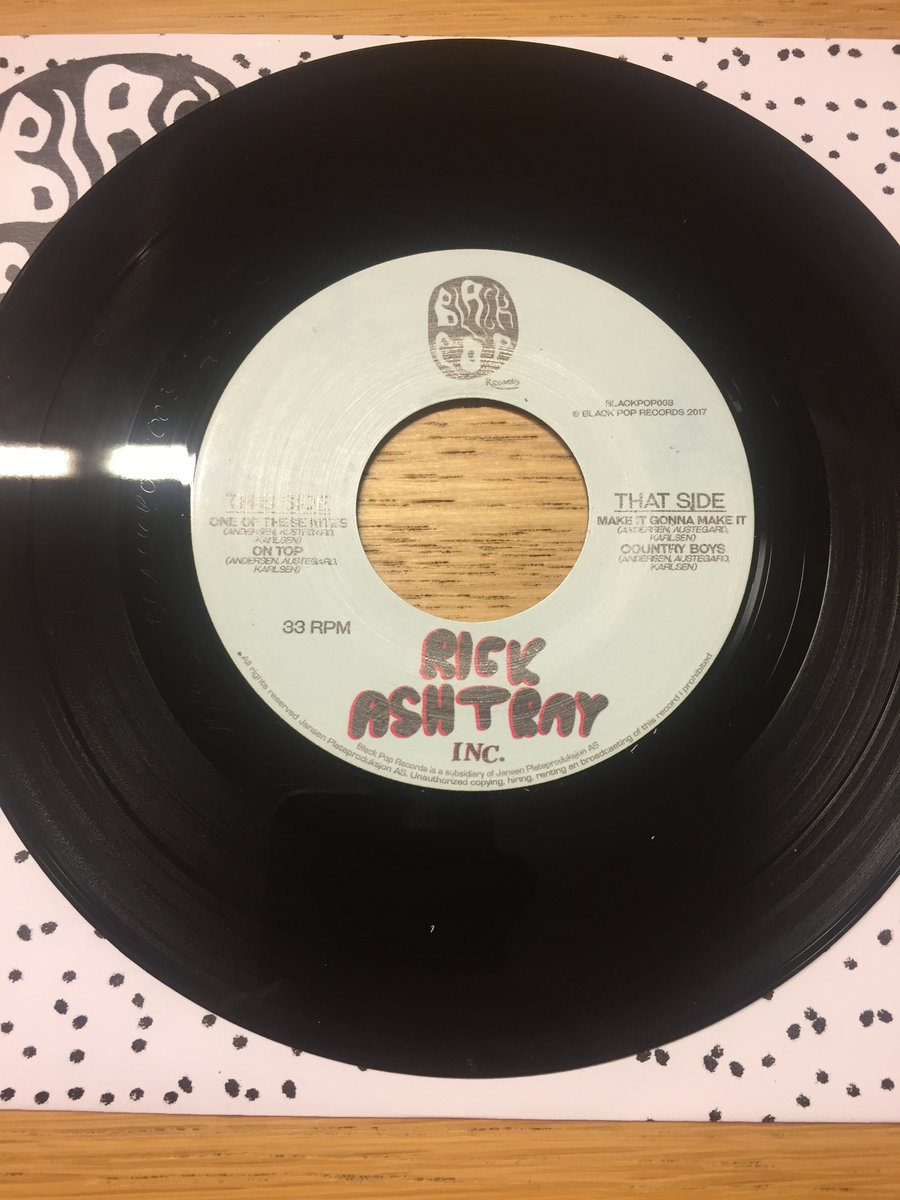 BLACK
POP
Records
BLACKPOP003
© BLACK POP RECORDS 2017
THIS SIDE
ONE OF THESE NITES
(ANDERSEN, AUSTEGARD,
KARLSEN)
ON TOP
(ANDERSEN, AUSTEGARD,
KARLSEN)
THAT SIDE
MAKE IT GONNA MAKE IT
(ANDERSEN, AUSTEGARD,
KARLSEN)
COUNTRY BOYS
(ANDERSEN, AUSTEGARD,
KARLSEN)
33 RPM
RICK
ASHTRAY
INC.
Black Pop Records is a subsidiary of Jansen Plateproduksjon AS
*All rights reserved Jansen Plateproduksjon AS. Unauthorized copying, hiring, renting an broadcasting of this record i prohibited